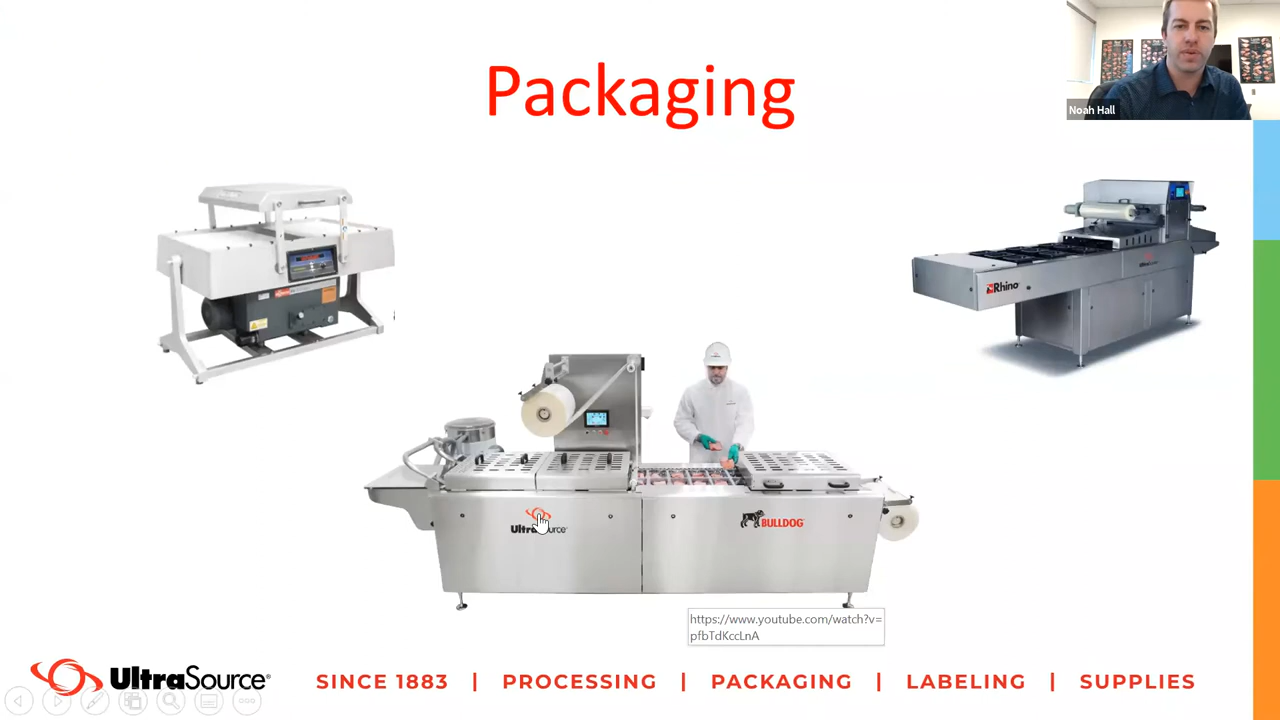 Packaging
Noah Hall
Rhino
UltraSource
UltraSource
BULLDOG
https://www.youtube.com/watch?v=
pfbTdKccLnA
UltraSource
SINCE 1883 | PROCESSING | PACKAGING | LABELING | SUPPLIES